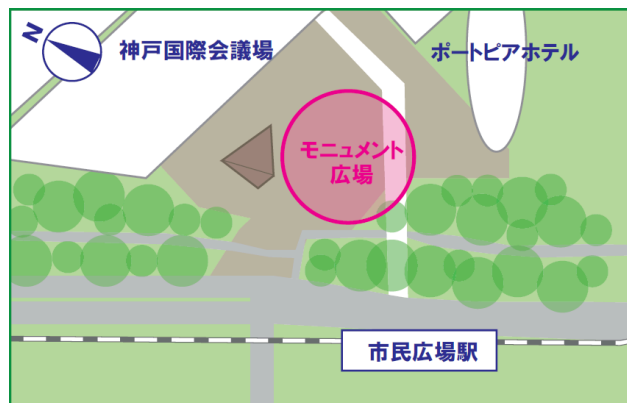 N
神戸国際会議場
ポートピアホテル
モニュメント
広場
市民広場駅